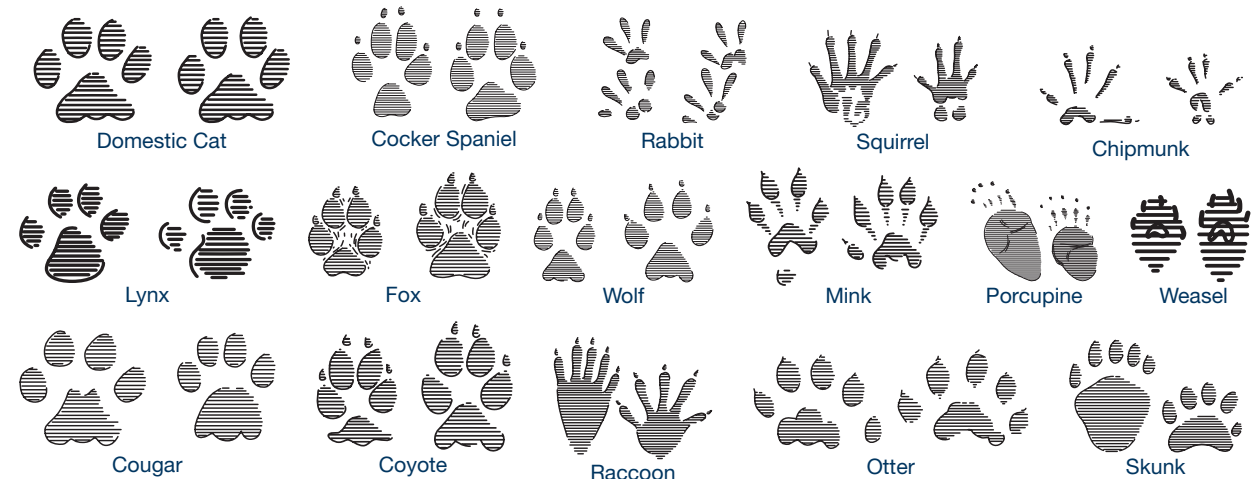 Domestic Cat
Cocker Spaniel
Rabbit
Squirrel
Chipmunk
Lynx
Fox
Wolf
Mink
Porcupine
Weasel
Cougar
Coyote
Raccoon
Otter
Skunk